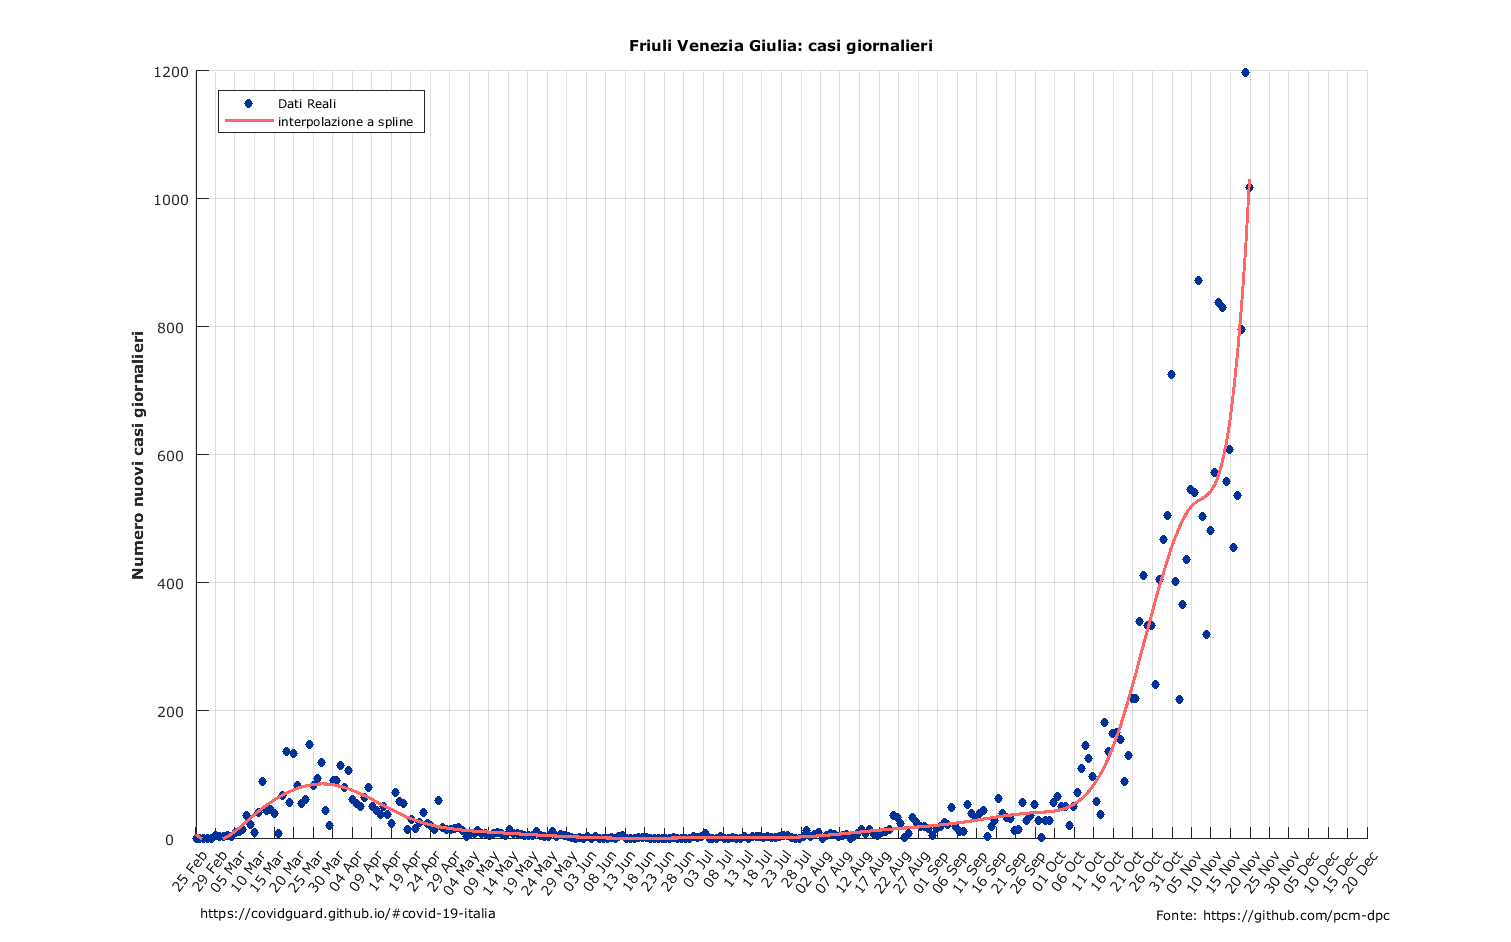 Friuli Venezia Giulia: casi giornalieri
Dati Reali
interpolazione a spline
Numero nuovi casi giornalieri
1200
1000
800
600
400
200
0
25 Feb
29 Feb
05 Mar
10 Mar
15 Mar
20 Mar
25 Mar
30 Mar
04 Apr
09 Apr
14 Apr
19 Apr
24 Apr
29 Apr
04 May
09 May
14 May
19 May
24 May
29 May
03 Jun
08 Jun
13 Jun
18 Jun
23 Jun
28 Jun
03 Jul
08 Jul
13 Jul
18 Jul
23 Jul
28 Jul
02 Aug
07 Aug
12 Aug
17 Aug
22 Aug
27 Aug
01 Sep
06 Sep
11 Sep
16 Sep
21 Sep
26 Sep
01 Oct
06 Oct
11 Oct
16 Oct
21 Oct
26 Oct
31 Oct
05 Nov
10 Nov
15 Nov
20 Nov
25 Nov
30 Nov
05 Dec
10 Dec
15 Dec
20 Dec
https://covidguard.github.io/#covid-19-italia
Fonte: https://github.com/pcm-dpc